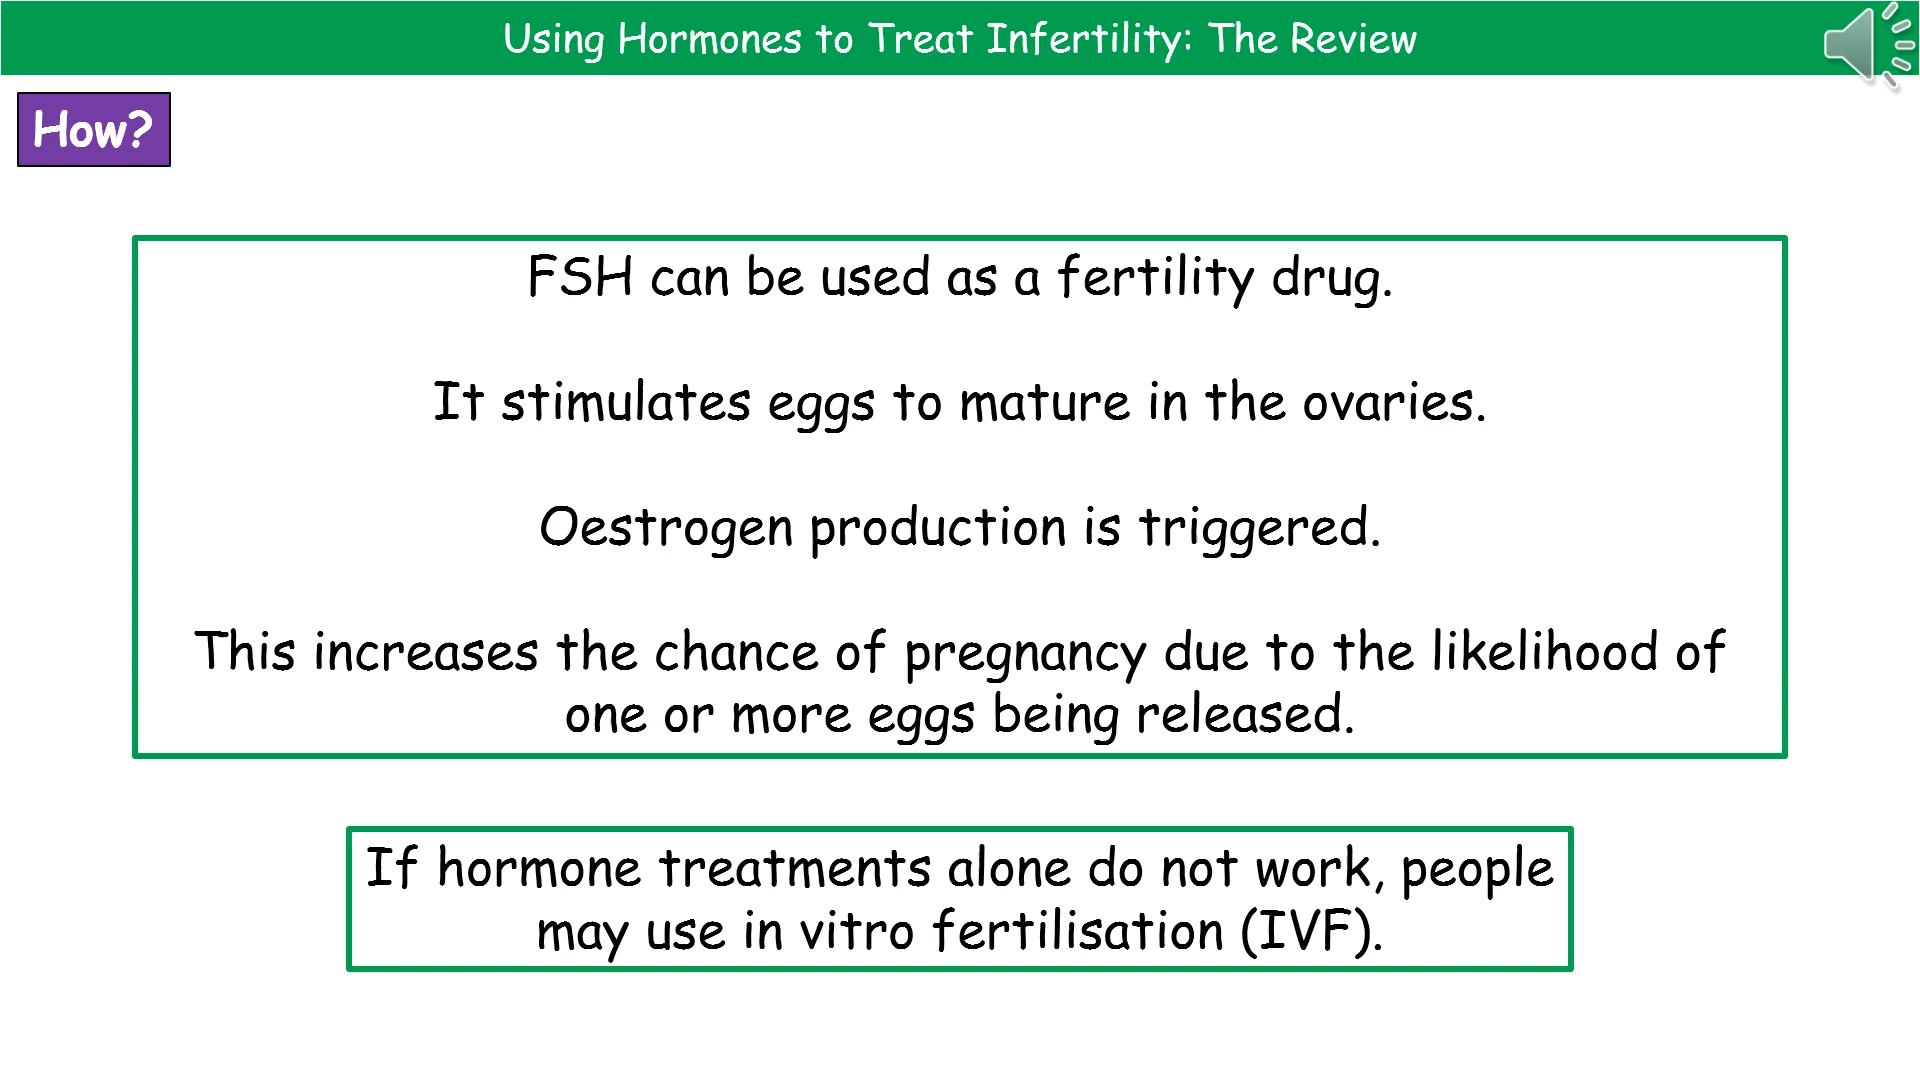 Using Hormones to Treat Infertility: The Review
How?
FSH can be used as a fertility drug.
It stimulates eggs to mature in the ovaries.
Oestrogen production is triggered.
This increases the chance of pregnancy due to the likelihood of
one or more eggs being released.
If hormone treatments alone do not work, people
may use in vitro fertilisation (IVF).